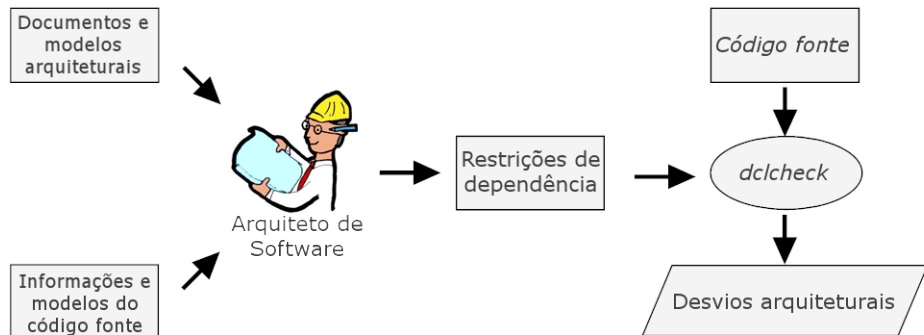 Documentos e
modelos
arquiteturais
Código fonte
Restrições de
dependência
dclcheck
Arquiteto de
Software
Informações e
modelos do
código fonte
Desvios arquiteturais